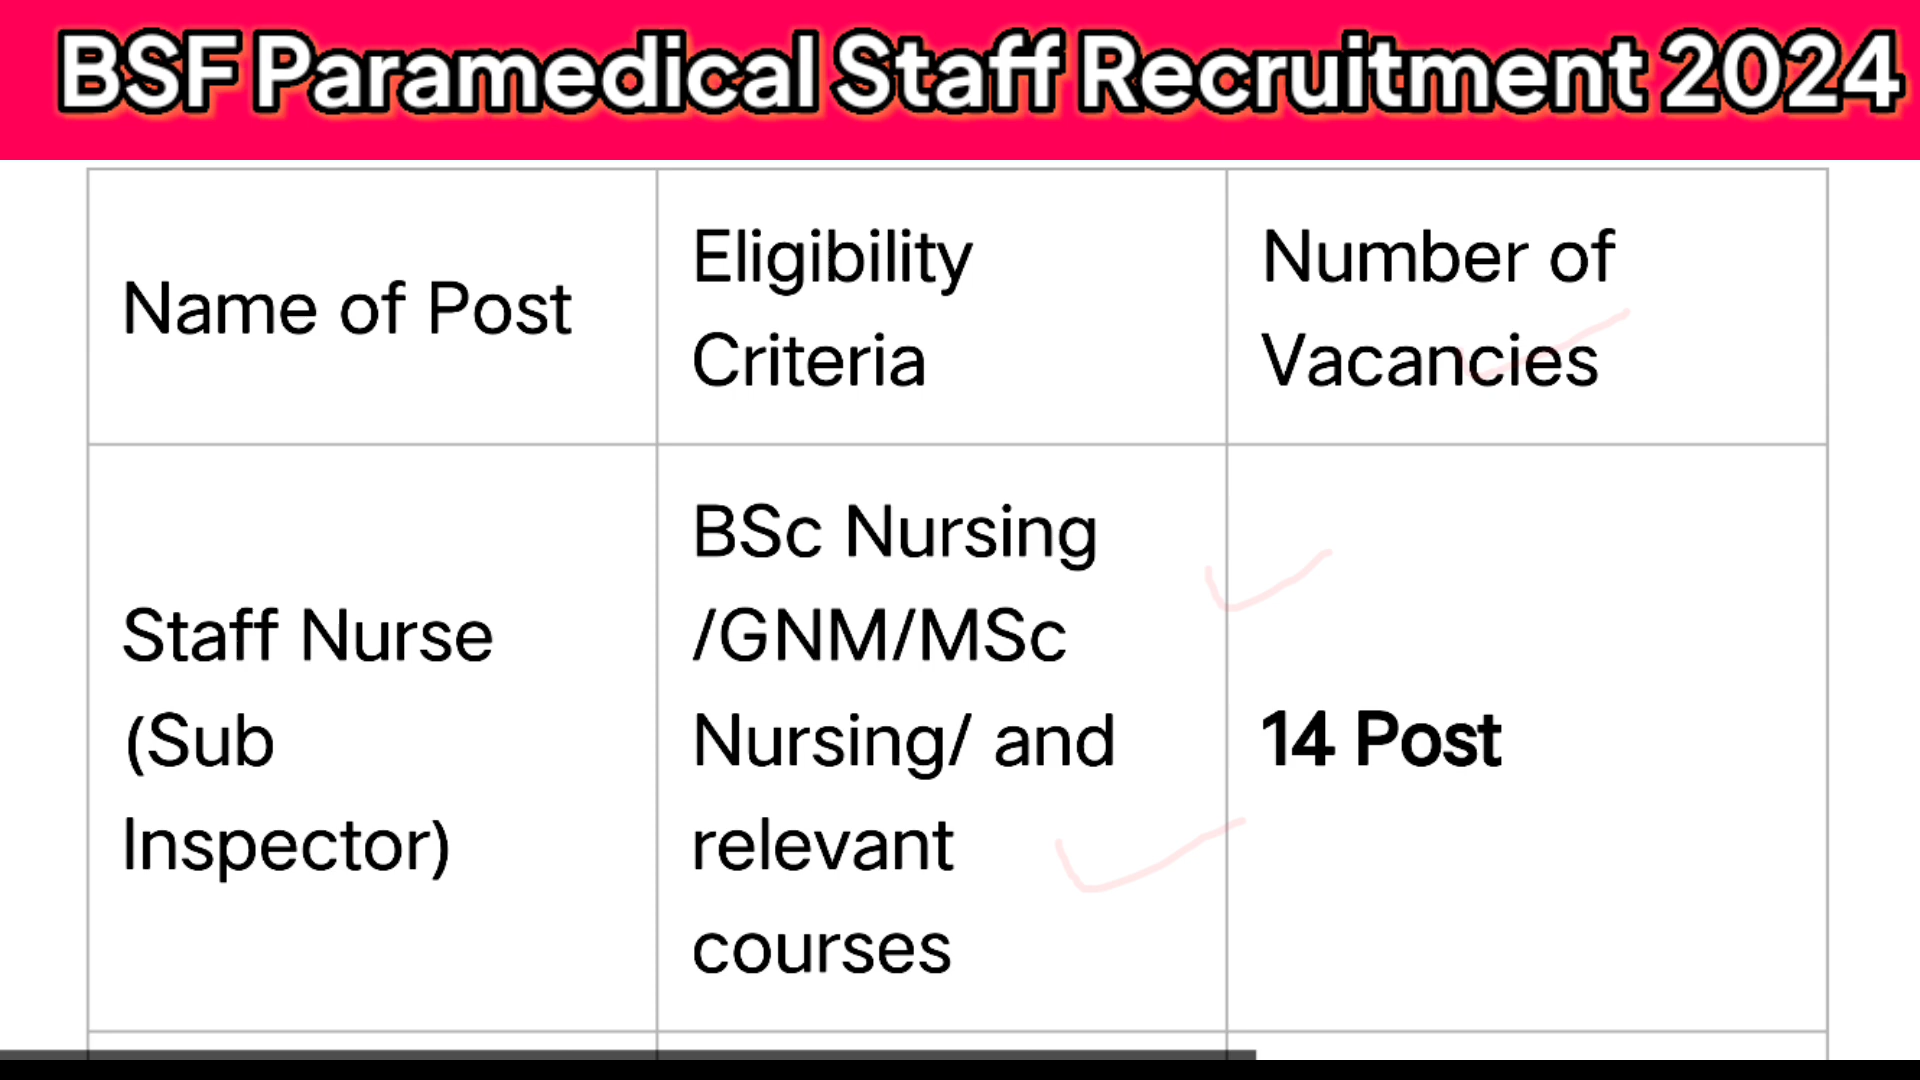 BSF Paramedical Staff Recruitment 2024
Name of Post
Eligibility
Criteria
Number of
Vacancies
Staff Nurse
(Sub
Inspector)
BSc Nursing
/GNM/MSc
Nursing/ and
relevant
courses
14 Post